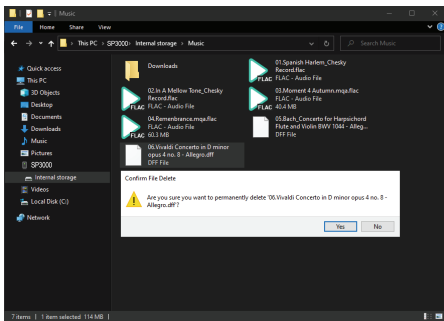 Music
File Home Share View
This PC > SP3000 > Internal storage > Music
Search Music
Quick access
This PC
3D Objects
Desktop
Documents
Downloads
Music
Pictures
SP3000
Internal storage
Videos
Local Disk (C:)
Network
Downloads
01.Spanish Harlem_Chesky
Record.flac
FLAC - Audio File
FLAC
02.In A Mellow Tone_Chesky
Record.flac
FLAC - Audio File
FLAC
03.Moment 4 Autumn.mqa.flac
FLAC - Audio File
40.4 MB
FLAC
04.Remenbrance.mqa.flac
FLAC - Audio File
60.3 MB
FLAC
05.Bach_Concerto for Harpsichord
Flute and Violin BWV 1044 - Alleg...
DFF File
06.Vivaldi Concerto in D minor
opus 4 no. 8 - Allegro.dff
DFF File
Confirm File Delete
Are you sure you want to permanently delete '06.Vivaldi Concerto in D minor opus 4 no. 8 -
Allegro.dff'?
Yes No
7 items 1 item selected 114 MB